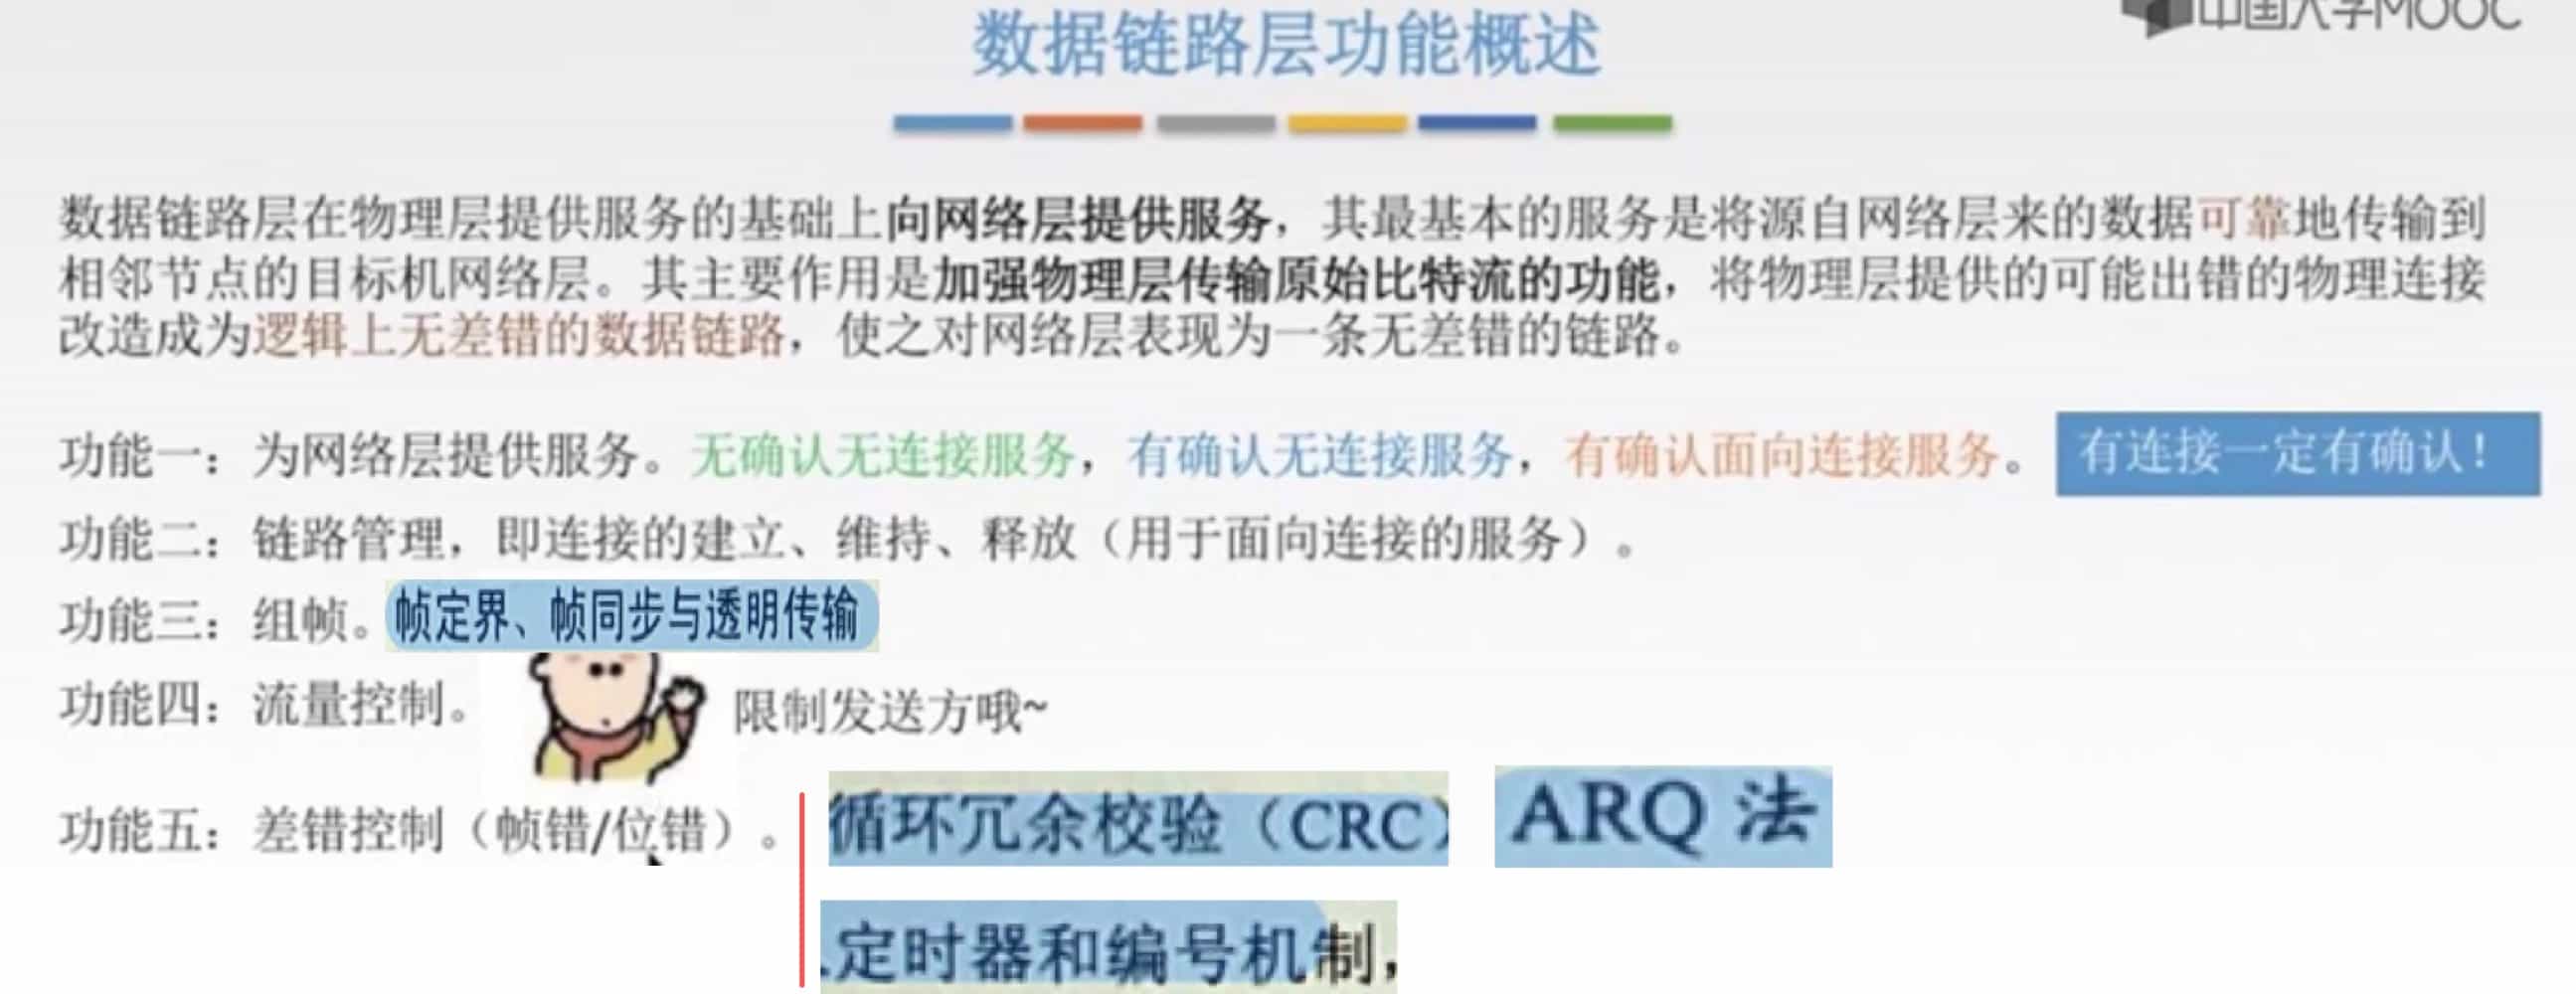 中国大学MOOC
数据链路层功能概述
数据链路层在物理层提供服务的基础上向网络层提供服务，其最基本的服务是将源自网络层来的数据可靠地传输到
相邻节点的目标机网络层。其主要作用是加强物理层传输原始比特流的功能，将物理层提供的可能出错的物理连接
改造成为逻辑上无差错的数据链路，使之对网络层表现为一条无差错的链路。
功能一：为网络层提供服务。无确认无连接服务，有确认无连接服务，有确认面向连接服务。 有连接一定有确认！
功能二：链路管理，即连接的建立、维持、释放（用于面向连接的服务）。
功能三：组帧。 帧定界、帧同步与透明传输
功能四：流量控制。 限制发送方哦~
功能五：差错控制（帧错/位错）。 循环冗余校验（CRC） ARQ 法
定时器和编号机制，